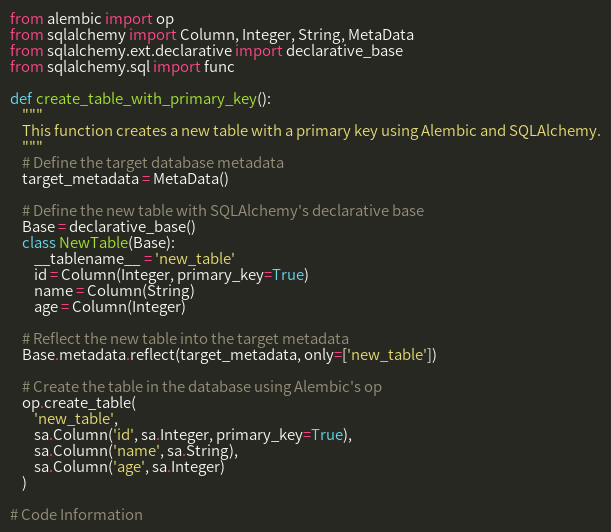 from alembic import op
from sqlalchemy import Column, Integer, String, MetaData
from sqlalchemy.ext.declarative import declarative_base
from sqlalchemy.sql import func

def create_table_with_primary_key():
    """
    This function creates a new table with a primary key using Alembic and SQLAlchemy.
    """
    # Define the target database metadata
    target_metadata = MetaData()

    # Define the new table with SQLAlchemy's declarative base
    Base = declarative_base()
    class NewTable(Base):
        __tablename__ = 'new_table'
        id = Column(Integer, primary_key=True)
        name = Column(String)
        age = Column(Integer)

    # Reflect the new table into the target metadata
    Base.metadata.reflect(target_metadata, only=['new_table'])

    # Create the table in the database using Alembic's op
    op.create_table(
        'new_table',
        sa.Column('id', sa.Integer, primary_key=True),
        sa.Column('name', sa.String),
        sa.Column('age', sa.Integer)
    )

# Code Information